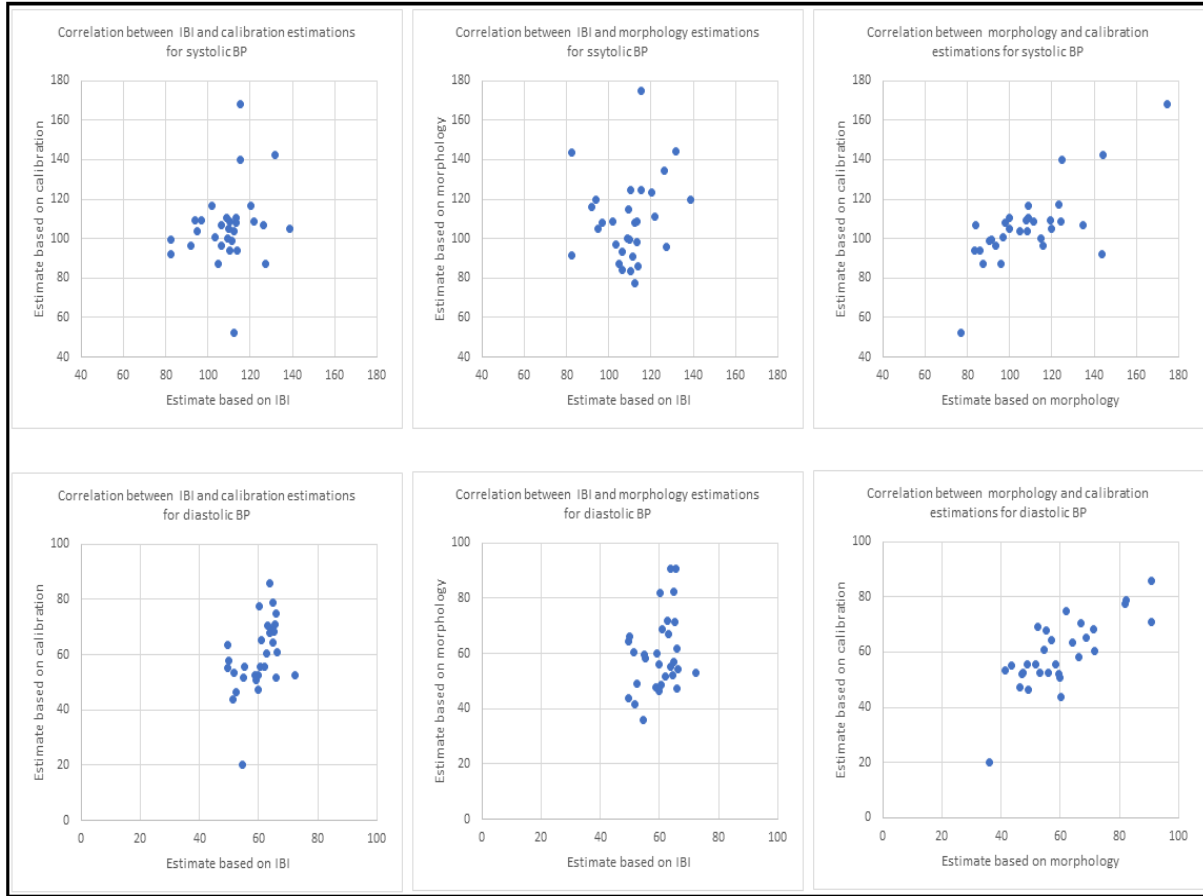 Correlation between IBI and calibration estimations
for systolic BP
Estimate based on calibration
180
160
140
120
100
80
60
40
40 60 80 100 120 140 160 180
Estimate based on IBI
Correlation between IBI and morphology estimations
for ssytolic BP
Estimate based on morphology
180
160
140
120
100
80
60
40
40 60 80 100 120 140 160 180
Estimate based on IBI
Correlation between morphology and calibration
estimations for systolic BP
Estimate based on calibration
180
160
140
120
100
80
60
40
40 60 80 100 120 140 160 180
Estimate based on morphology
Correlation between IBI and calibration estimations
for diastolic BP
Estimate based on calibration
100
80
60
40
20
0
0 20 40 60 80 100
Estimate based on IBI
Correlation between IBI and morphology estimations
for diastolic BP
Estimate based on morphology
100
80
60
40
20
0
0 20 40 60 80 100
Estimate based on IBI
Correlation between morphology and calibration
estimations for diastolic BP
Estimate based on calibration
100
80
60
40
20
0
0 20 40 60 80 100
Estimate based on morphology